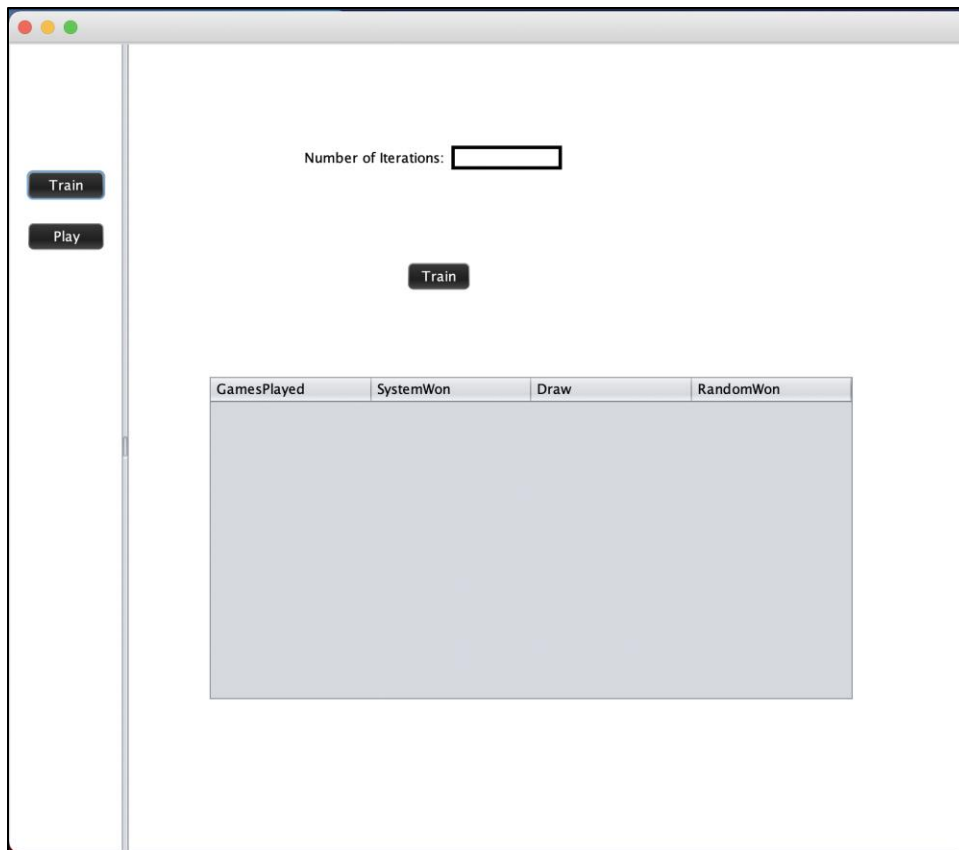 Number of Iterations:
Train
Play
Train
GamesPlayed SystemWon Draw RandomWon